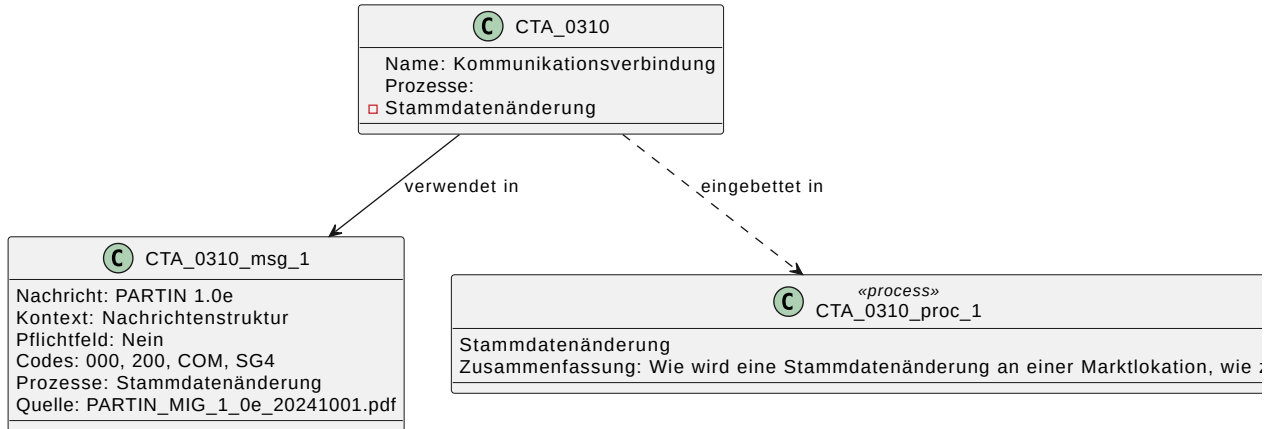 C CTA_0310
Name: Kommunikationsverbindung
Prozesse:
Stammdatenänderung
verwendet in
eingebettet in
C CTA_0310_msg_1
Nachricht: PARTIN 1.0e
Kontext: Nachrichtenstruktur
Pflichtfeld: Nein
Codes: 000, 200, COM, SG4
Prozesse: Stammdatenänderung
Quelle: PARTIN_MIG_1_0e_20241001.pdf
«process»
C CTA_0310_proc_1
Stammdatenänderung
Zusammenfassung: Wie wird eine Stammdatenänderung an einer Marktlokation, wie z